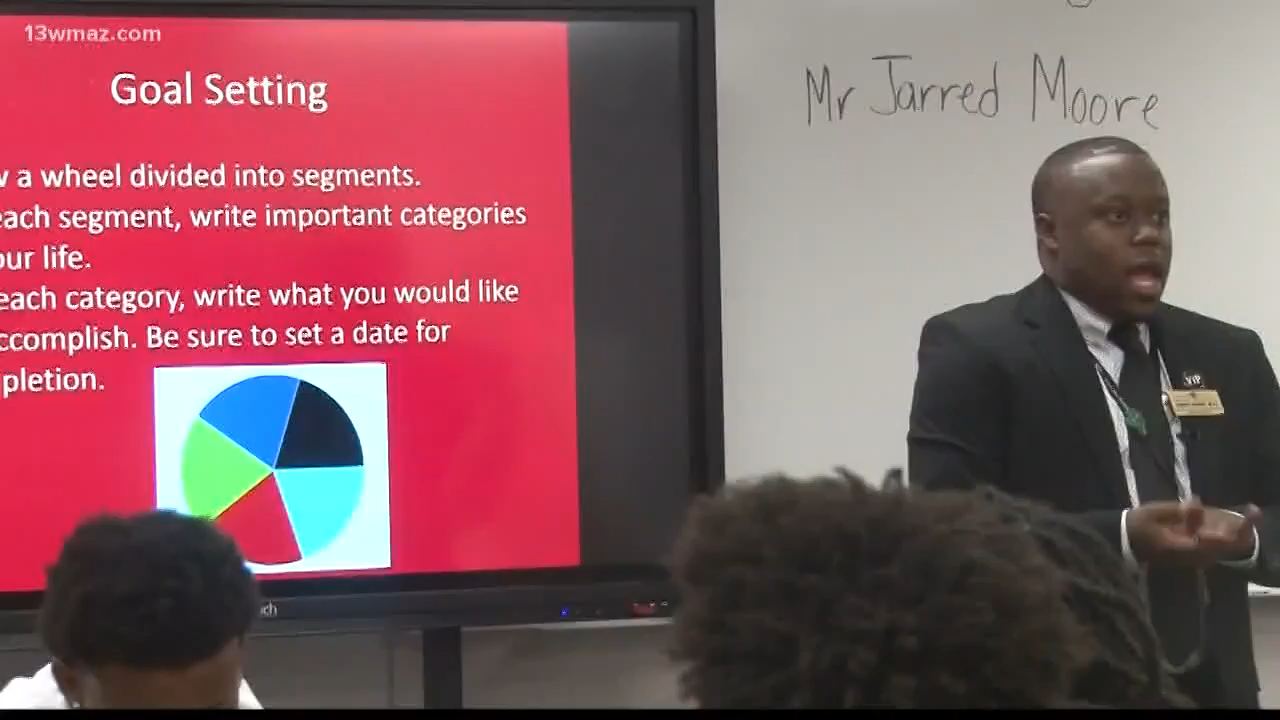 13wmaz.com
Goal Setting
w a wheel divided into segments.
each segment, write important categories
our life.
each category, write what you would like
ccomplish. Be sure to set a date for
pletion.
Mr Jarred Moore
VIP